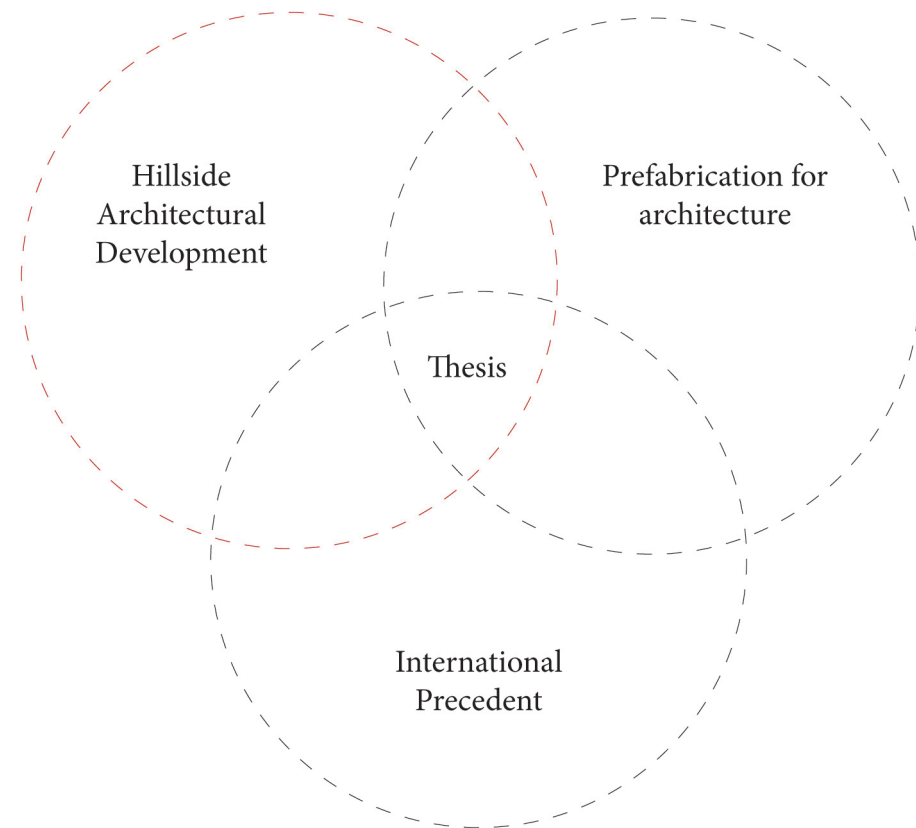 Hillside
Architectural
Development
Prefabrication for
architecture
Thesis
International
Precedent